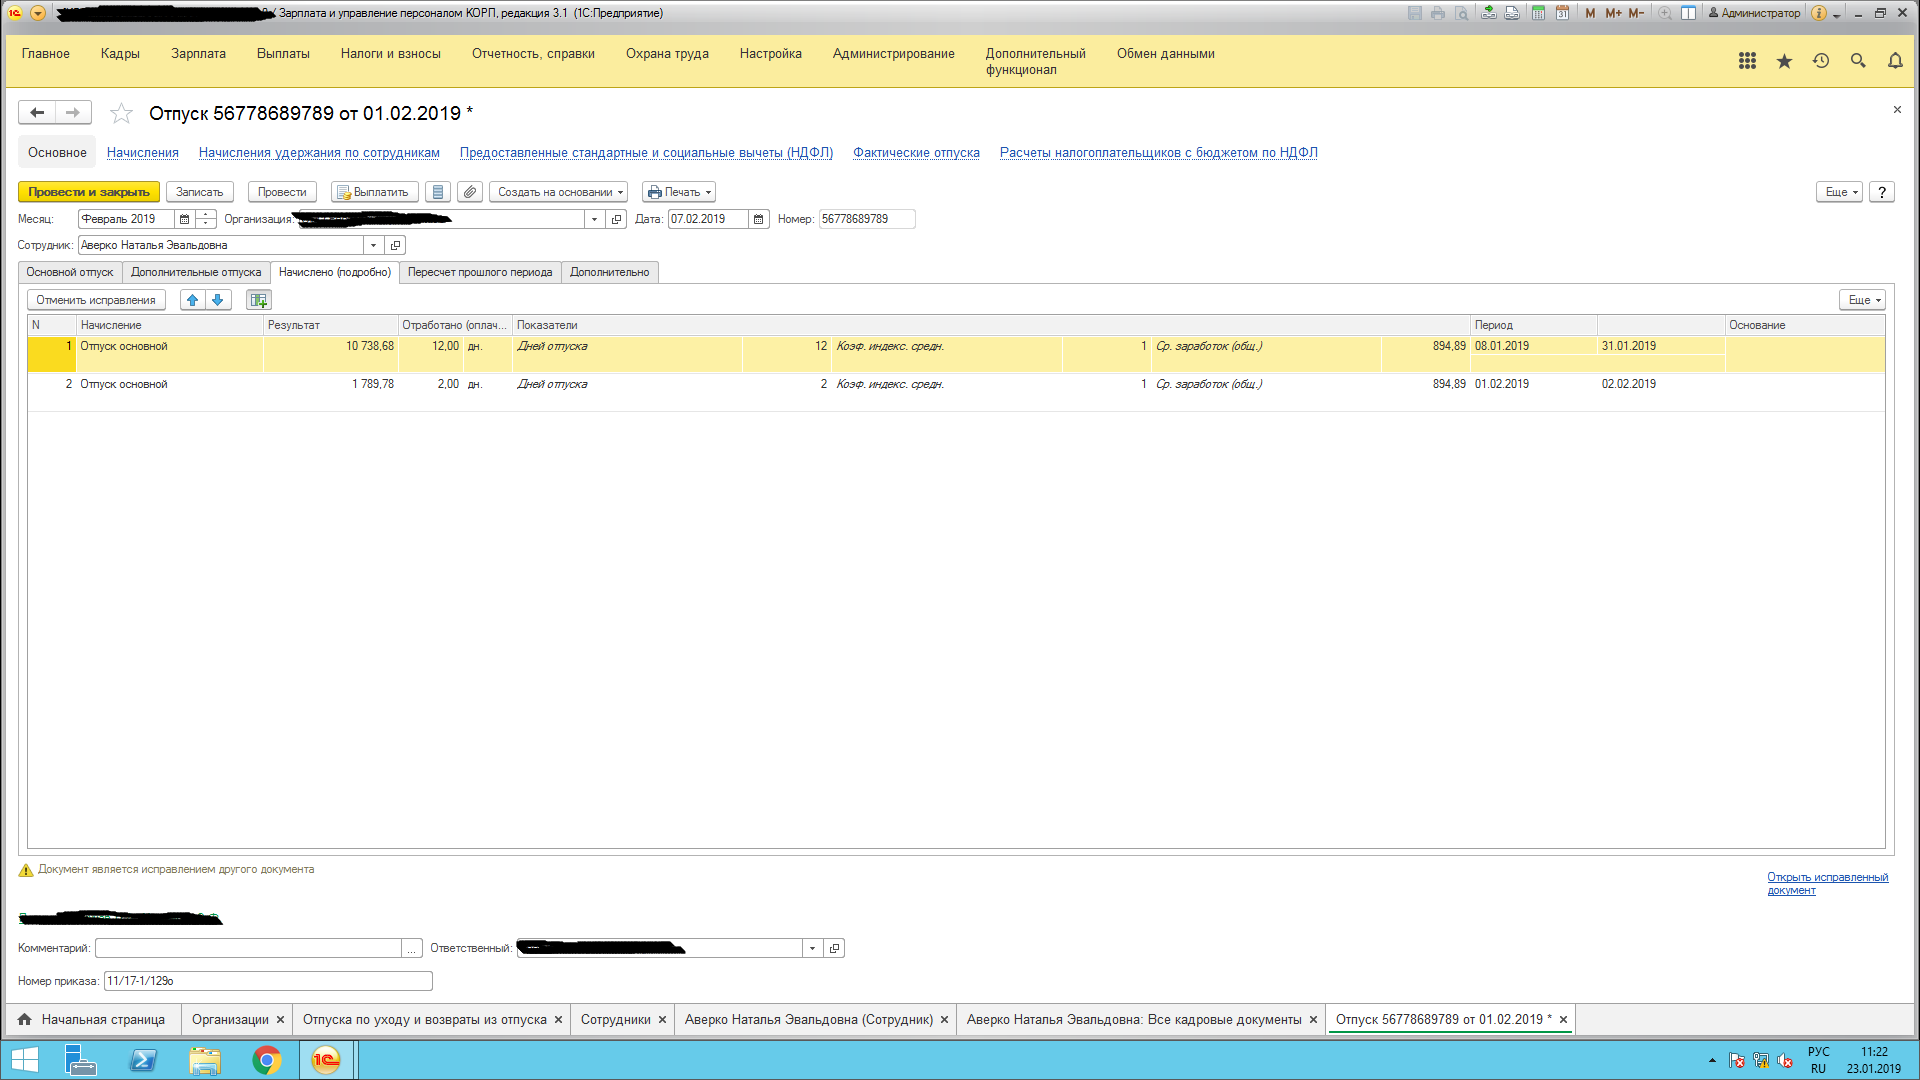 Зарплата и управление персоналом КОРП, редакция 3.1 (1С:Предприятие)
M M+ M- Администратор
Главное Кадры Зарплата Выплаты Налоги и взносы Отчетность, справки Охрана труда Настройка Администрирование Дополнительный функционал Обмен данными
Отпуск 56778689789 от 01.02.2019 *
Основное Начисления Начисления удержания по сотрудникам Предоставленные стандартные и социальные вычеты (НДФЛ) Фактические отпуска Расчеты налогоплательщиков с бюджетом по НДФЛ
Провести и закрыть Записать Провести Выплатить Создать на основании Печать Еще ?
Месяц: Февраль 2019 Организация: Дата: 07.02.2019 Номер: 56778689789
Сотрудник: Аверко Наталья Эвальдовна
Основной отпуск Дополнительные отпуска Начислено (подробно) Пересчет прошлого периода Дополнительно
Отменить исправления Еще
N Начисление Результат Отработано (оплач... Показатели Период Основание
1 Отпуск основной 10 738,68 12,00 дн. Дней отпуска 12 Коэф. индекс. средн. 1 Ср. заработок (общ.) 894,89 08.01.2019 31.01.2019
2 Отпуск основной 1 789,78 2,00 дн. Дней отпуска 2 Коэф. индекс. средн. 1 Ср. заработок (общ.) 894,89 01.02.2019 02.02.2019
Документ является исправлением другого документа
Открыть исправленный
документ
Комментарий: ... Ответственный:
Номер приказа: 11/17-1/129о
Начальная страница Организации Отпуска по уходу и возвраты из отпуска Сотрудники Аверко Наталья Эвальдовна (Сотрудник) Аверко Наталья Эвальдовна: Все кадровые документы Отпуск 56778689789 от 01.02.2019 *
РУС 11:22
RU 23.01.2019